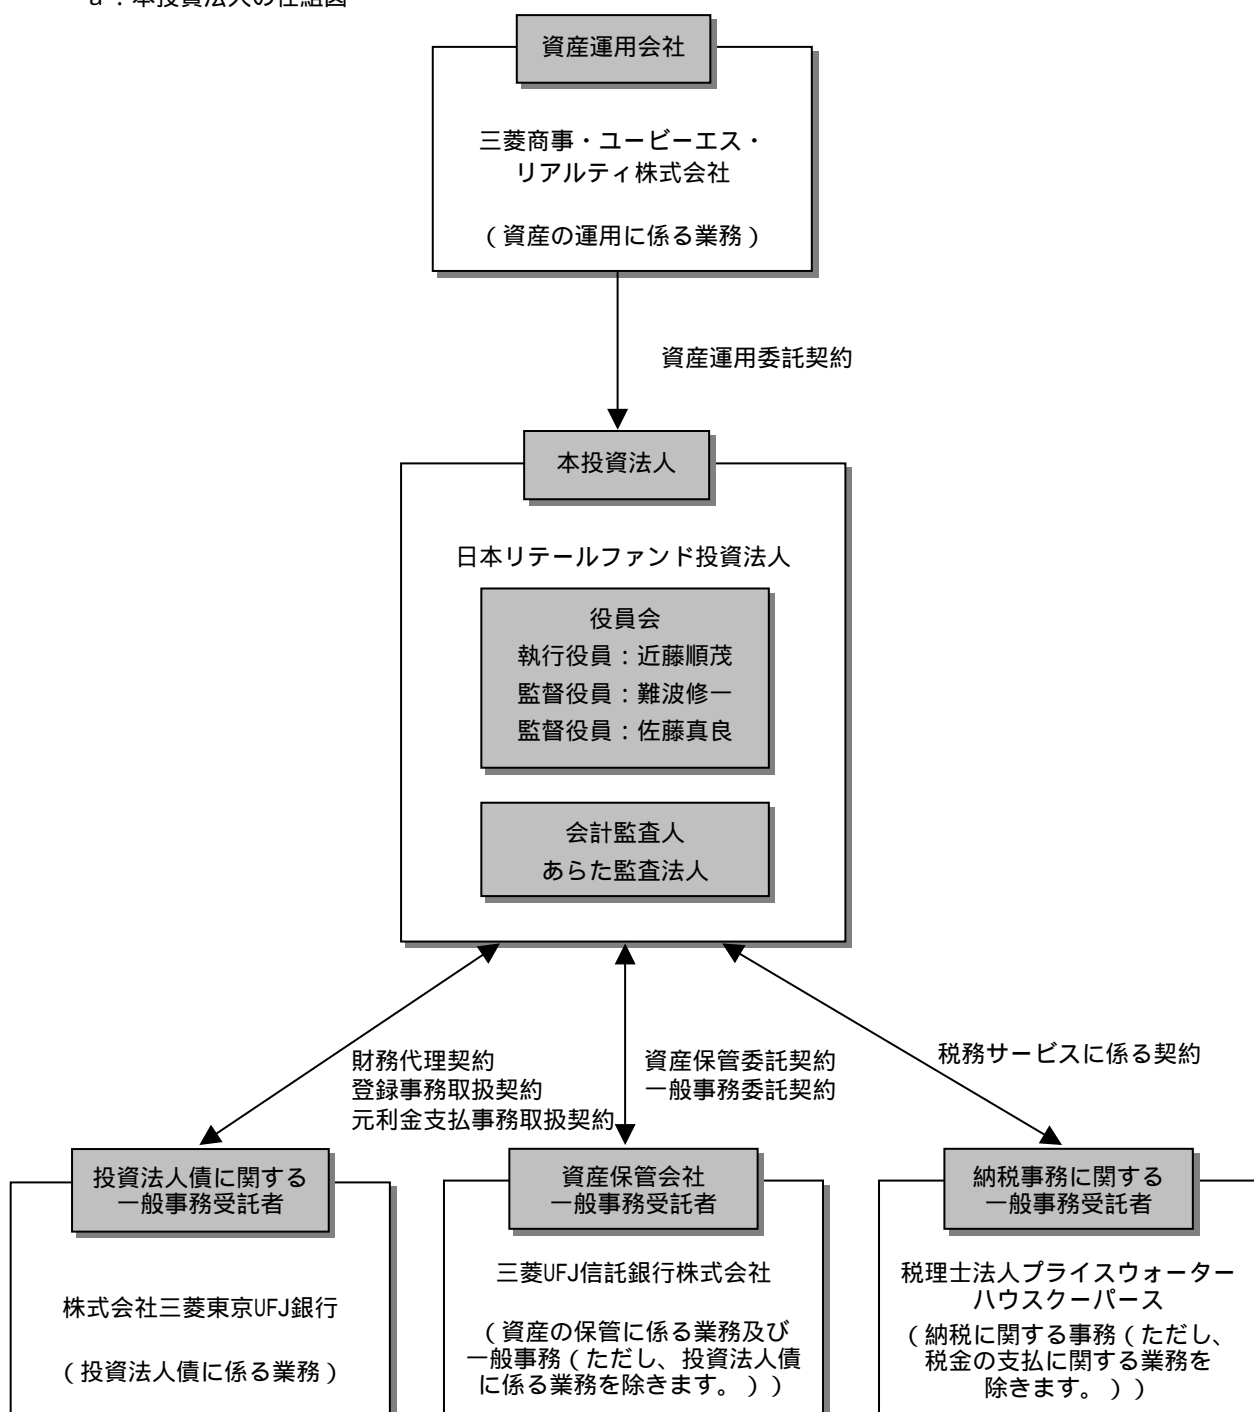 a．本投資法人の仕組図
資産運用会社
三菱商事・ユービーエス・
リアルティ株式会社
（資産の運用に係る業務）
資産運用委託契約
本投資法人
日本リテールファンド投資法人
役員会
執行役員：近藤順茂
監督役員：難波修一
監督役員：佐藤真良
会計監査人
あらた監査法人
財務代理契約
登録事務取扱契約
元利金支払事務取扱契約
資産保管委託契約
一般事務委託契約
税務サービスに係る契約
投資法人債に関する
一般事務受託者
株式会社三菱東京UFJ銀行
（投資法人債に係る業務）
資産保管会社
一般事務受託者
三菱UFJ信託銀行株式会社
（資産の保管に係る業務及び
一般事務（ただし、投資法人債
に係る業務を除きます。））
納税事務に関する
一般事務受託者
税理士法人プライスウォーター
ハウスクーパース
（納税に関する事務（ただし、
税金の支払に関する業務を
除きます。））